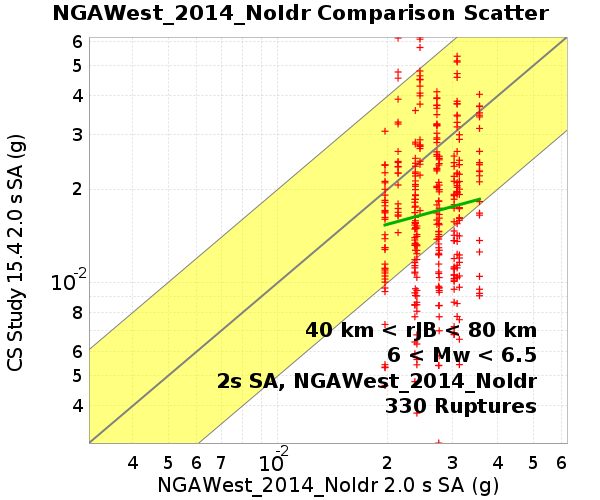 NGAWest_2014_NoIdr Comparison Scatter
CS Study 15.4 2.0 s SA (g)
6
5
4
3
2
10-2
8
6
5
4
40 km < rJB < 80 km
6 < Mw < 6.5
2s SA, NGAWest_2014_NoIdr
330 Ruptures
4 5 6 7 10-2 2 3 4 5 6
NGAWest_2014_NoIdr 2.0 s SA (g)